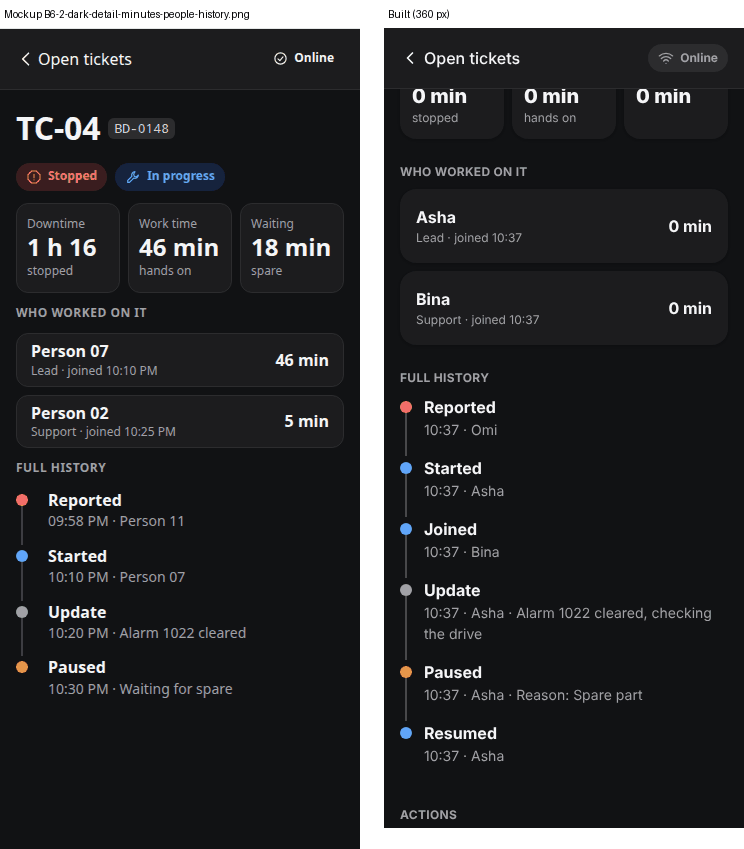 Mockup B6-2-dark-detail-minutes-people-history.png
Open tickets
Online
TC-04 BD-0148
Stopped
In progress
Downtime
1 h 16
stopped
Work time
46 min
hands on
Waiting
18 min
spare
WHO WORKED ON IT
Person 07
Lead · joined 10:10 PM
46 min
Person 02
Support · joined 10:25 PM
5 min
FULL HISTORY
Reported
09:58 PM · Person 11
Started
10:10 PM · Person 07
Update
10:20 PM · Alarm 1022 cleared
Paused
10:30 PM · Waiting for spare
Built (360 px)
Open tickets
Online
0 min
stopped
0 min
hands on
0 min
WHO WORKED ON IT
Asha
Lead · joined 10:37
0 min
Bina
Support · joined 10:37
0 min
FULL HISTORY
Reported
10:37 · Omi
Started
10:37 · Asha
Joined
10:37 · Bina
Update
10:37 · Asha · Alarm 1022 cleared, checking
the drive
Paused
10:37 · Asha · Reason: Spare part
Resumed
10:37 · Asha
ACTIONS